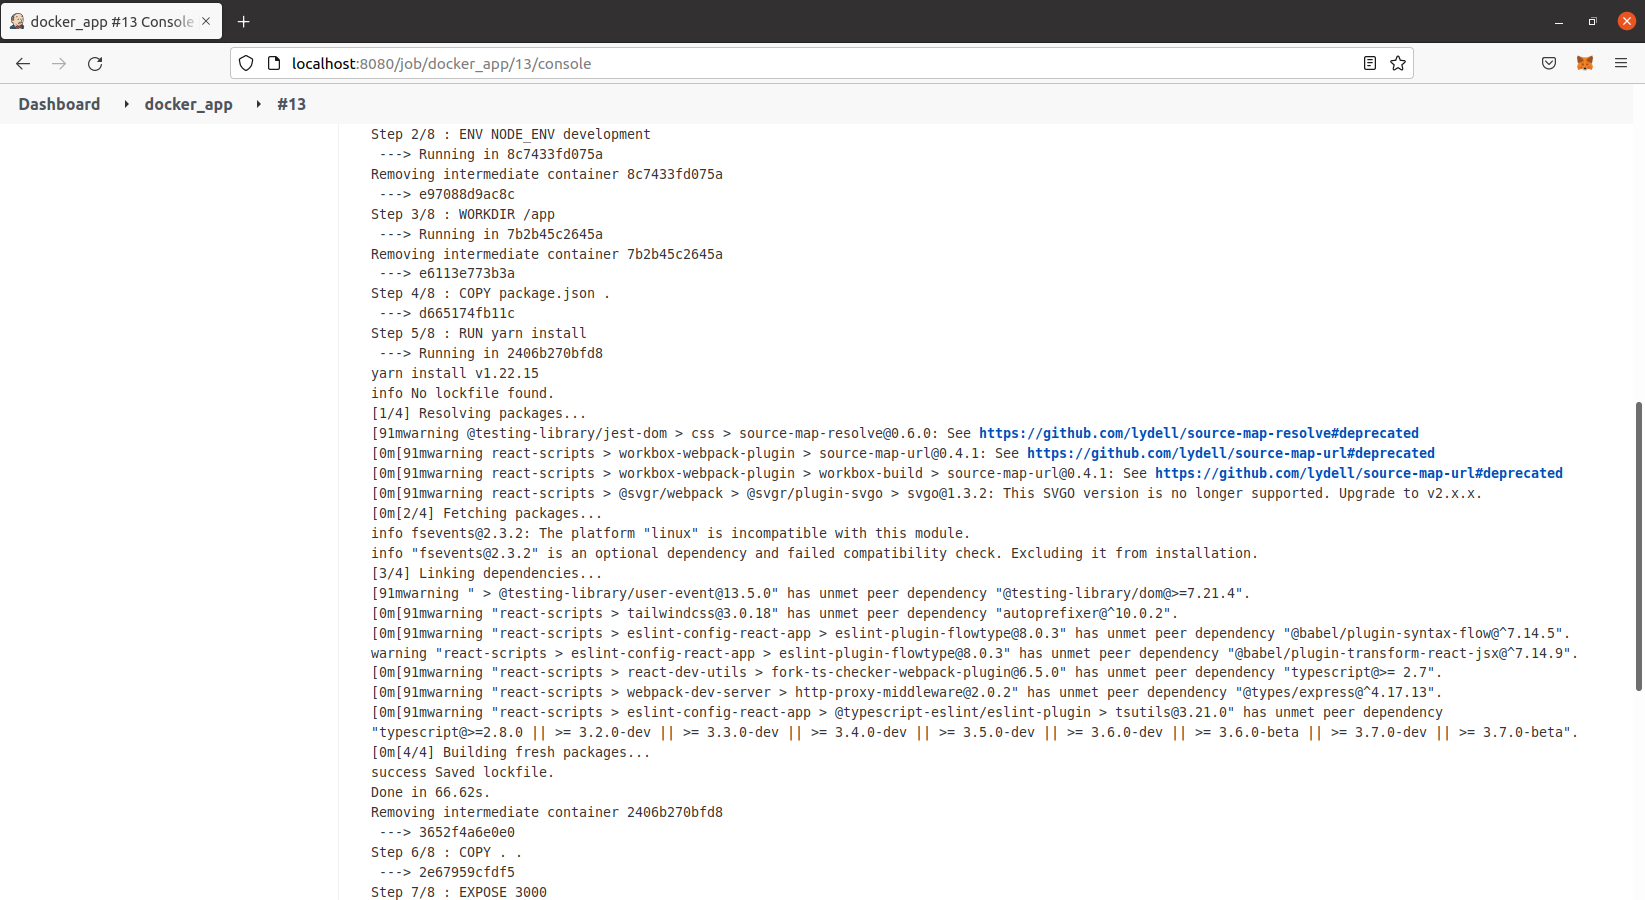 docker_app #13 Console
localhost:8080/job/docker_app/13/console
Dashboard docker_app #13
Step 2/8 : ENV NODE_ENV development
 ---> Running in 8c7433fd075a
Removing intermediate container 8c7433fd075a
 ---> e97088d9ac8c
Step 3/8 : WORKDIR /app
 ---> Running in 7b2b45c2645a
Removing intermediate container 7b2b45c2645a
 ---> e6113e773b3a
Step 4/8 : COPY package.json .
 ---> d665174fb11c
Step 5/8 : RUN yarn install
 ---> Running in 2406b270bfd8
yarn install v1.22.15
info No lockfile found.
[1/4] Resolving packages...
[91mwarning @testing-library/jest-dom > css > source-map-resolve@0.6.0: See https://github.com/lydell/source-map-resolve#deprecated
[0m[91mwarning react-scripts > workbox-webpack-plugin > source-map-url@0.4.1: See https://github.com/lydell/source-map-url#deprecated
[0m[91mwarning react-scripts > workbox-webpack-plugin > workbox-build > source-map-url@0.4.1: See https://github.com/lydell/source-map-url#deprecated
[0m[91mwarning react-scripts > @svgr/webpack > @svgr/plugin-svgo > svgo@1.3.2: This SVGO version is no longer supported. Upgrade to v2.x.x.
[0m[2/4] Fetching packages...
info fsevents@2.3.2: The platform "linux" is incompatible with this module.
info "fsevents@2.3.2" is an optional dependency and failed compatibility check. Excluding it from installation.
[3/4] Linking dependencies...
[91mwarning " > @testing-library/user-event@13.5.0" has unmet peer dependency "@testing-library/dom@>=7.21.4".
[0m[91mwarning "react-scripts > tailwindcss@3.0.18" has unmet peer dependency "autoprefixer@^10.0.2".
[0m[91mwarning "react-scripts > eslint-config-react-app > eslint-plugin-flowtype@8.0.3" has unmet peer dependency "@babel/plugin-syntax-flow@^7.14.5".
warning "react-scripts > eslint-config-react-app > eslint-plugin-flowtype@8.0.3" has unmet peer dependency "@babel/plugin-transform-react-jsx@^7.14.9".
[0m[91mwarning "react-scripts > react-dev-utils > fork-ts-checker-webpack-plugin@6.5.0" has unmet peer dependency "typescript@>= 2.7".
[0m[91mwarning "react-scripts > webpack-dev-server > http-proxy-middleware@2.0.2" has unmet peer dependency "@types/express@^4.17.13".
[0m[91mwarning "react-scripts > eslint-config-react-app > @typescript-eslint/eslint-plugin > tsutils@3.21.0" has unmet peer dependency
"typescript@>=2.8.0 || >= 3.2.0-dev || >= 3.3.0-dev || >= 3.4.0-dev || >= 3.5.0-dev || >= 3.6.0-dev || >= 3.6.0-beta || >= 3.7.0-dev || >= 3.7.0-beta".
[0m[4/4] Building fresh packages...
success Saved lockfile.
Done in 66.62s.
Removing intermediate container 2406b270bfd8
 ---> 3652f4a6e0e0
Step 6/8 : COPY . .
 ---> 2e67959cfdf5
Step 7/8 : EXPOSE 3000